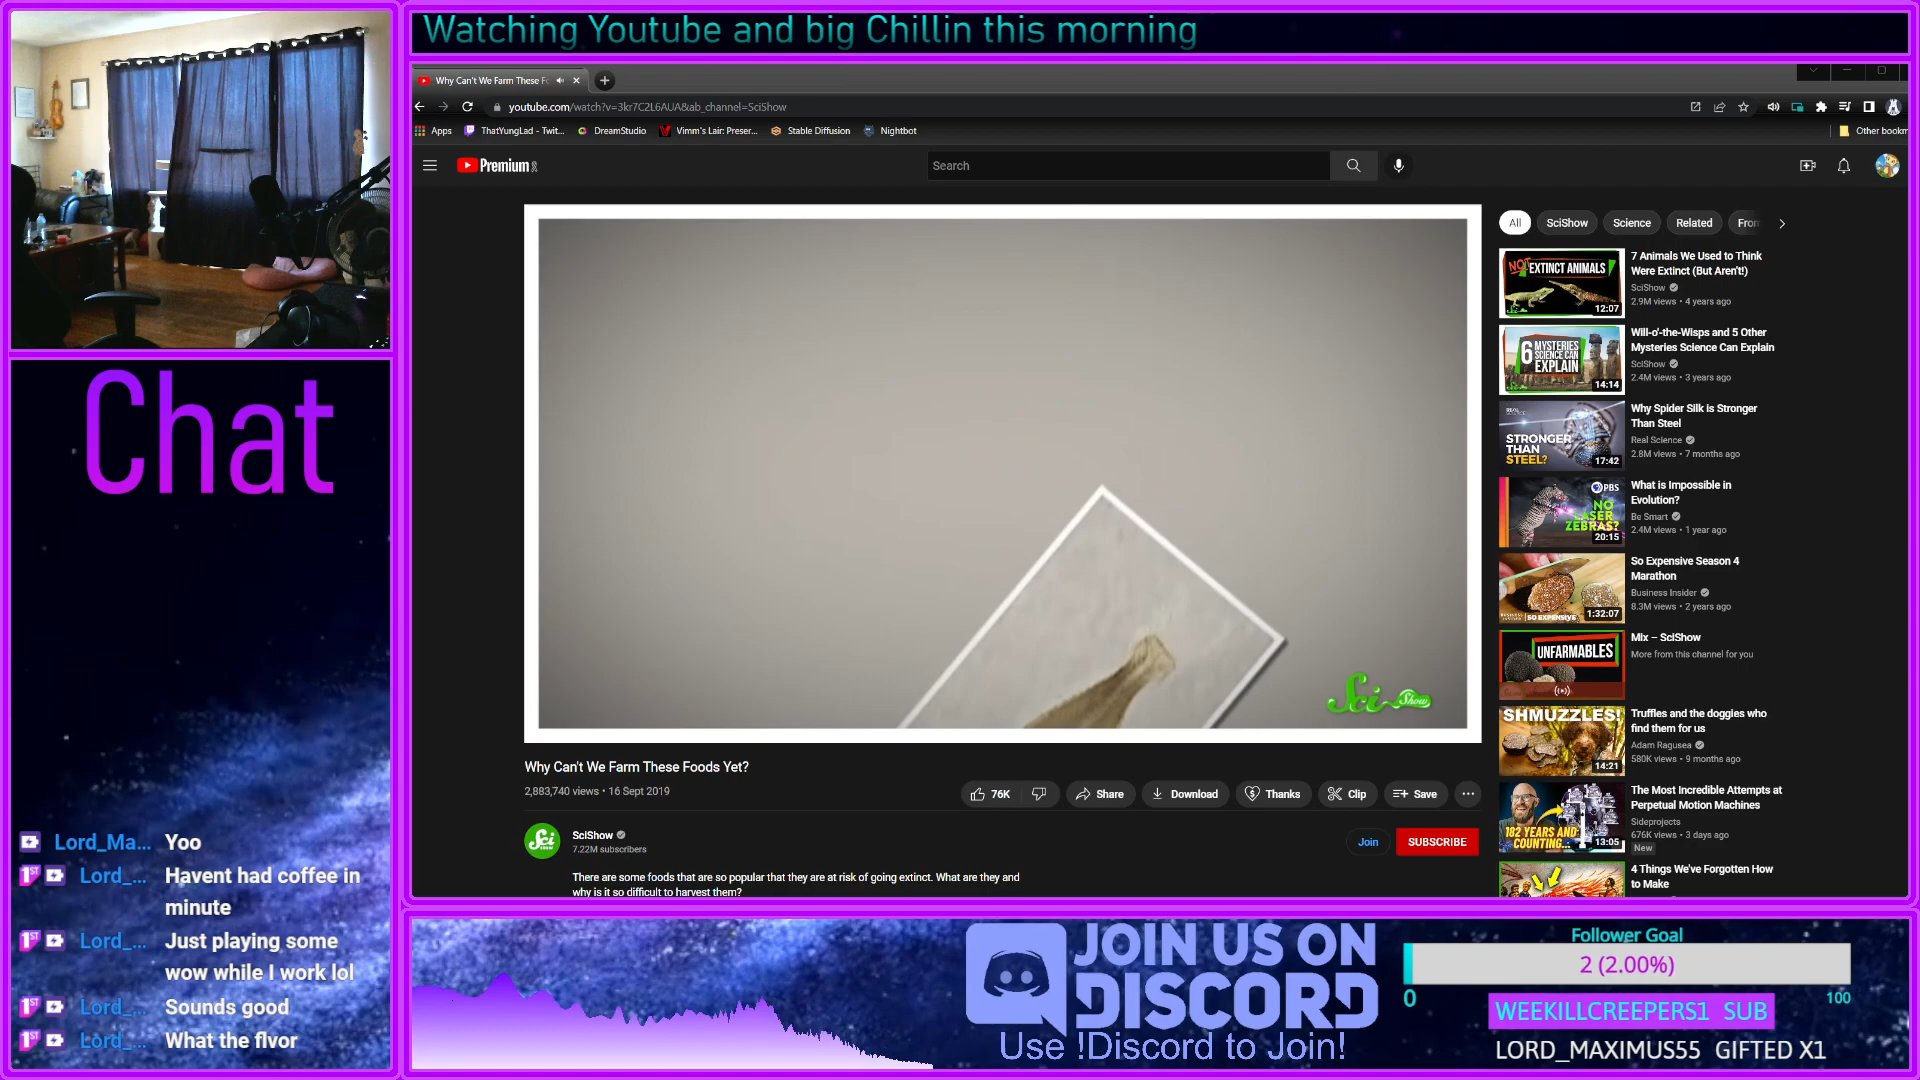 Watching Youtube and big Chillin this morning
Why Can't We Farm These Fo
youtube.com/watch?v=3kr7C2L6AUA&ab_channel=SciShow
Apps
ThatYungLad - Twit...
DreamStudio
Vimm's Lair: Preser...
Stable Diffusion
Nightbot
Other bookm
Premium
Search
All
SciShow
Science
Related
From
NOT EXTINCT ANIMALS
12:07
7 Animals We Used to Think
Were Extinct (But Aren't!)
SciShow
2.9M views • 4 years ago
6 MYSTERIES
SCIENCE CAN
EXPLAIN
14:14
Will-o'-the-Wisps and 5 Other
Mysteries Science Can Explain
SciShow
2.4M views • 3 years ago
STRONGER
THAN
STEEL?
17:42
Why Spider Silk is Stronger
Than Steel
Real Science
2.8M views • 7 months ago
PBS
NO
LASER
ZEBRAS?
20:15
What is Impossible in
Evolution?
Be Smart
2.4M views • 1 year ago
SO EXPENSIVE
1:32:07
So Expensive Season 4
Marathon
Business Insider
8.3M views • 2 years ago
UNFARMABLES
Mix – SciShow
More from this channel for you
SHMUZZLES!
14:21
Truffles and the doggies who
find them for us
Adam Ragusea
580K views • 9 months ago
182 YEARS AND
COUNTING...
13:05
The Most Incredible Attempts at
Perpetual Motion Machines
Sideprojects
676K views • 3 days ago
New
4 Things We've Forgotten How
to Make
Sci Show
Why Can't We Farm These Foods Yet?
2,883,740 views • 16 Sept 2019
76K
Share
Download
Thanks
Clip
Save
Sci
SHOW
SciShow
7.22M subscribers
Join
SUBSCRIBE
There are some foods that are so popular that they are at risk of going extinct. What are they and
why is it so difficult to harvest them?
Chat
Lord_Ma... Yoo
1ST Lord_... Havent had coffee in
minute
1ST Lord_... Just playing some
wow while I work lol
1ST Lord_... Sounds good
1ST Lord_... What the flvor
JOIN US ON
DISCORD
Use !Discord to Join!
Follower Goal
2 (2.00%)
0
100
WEEKILLCREEPERS1 SUB
LORD_MAXIMUS55 GIFTED X1